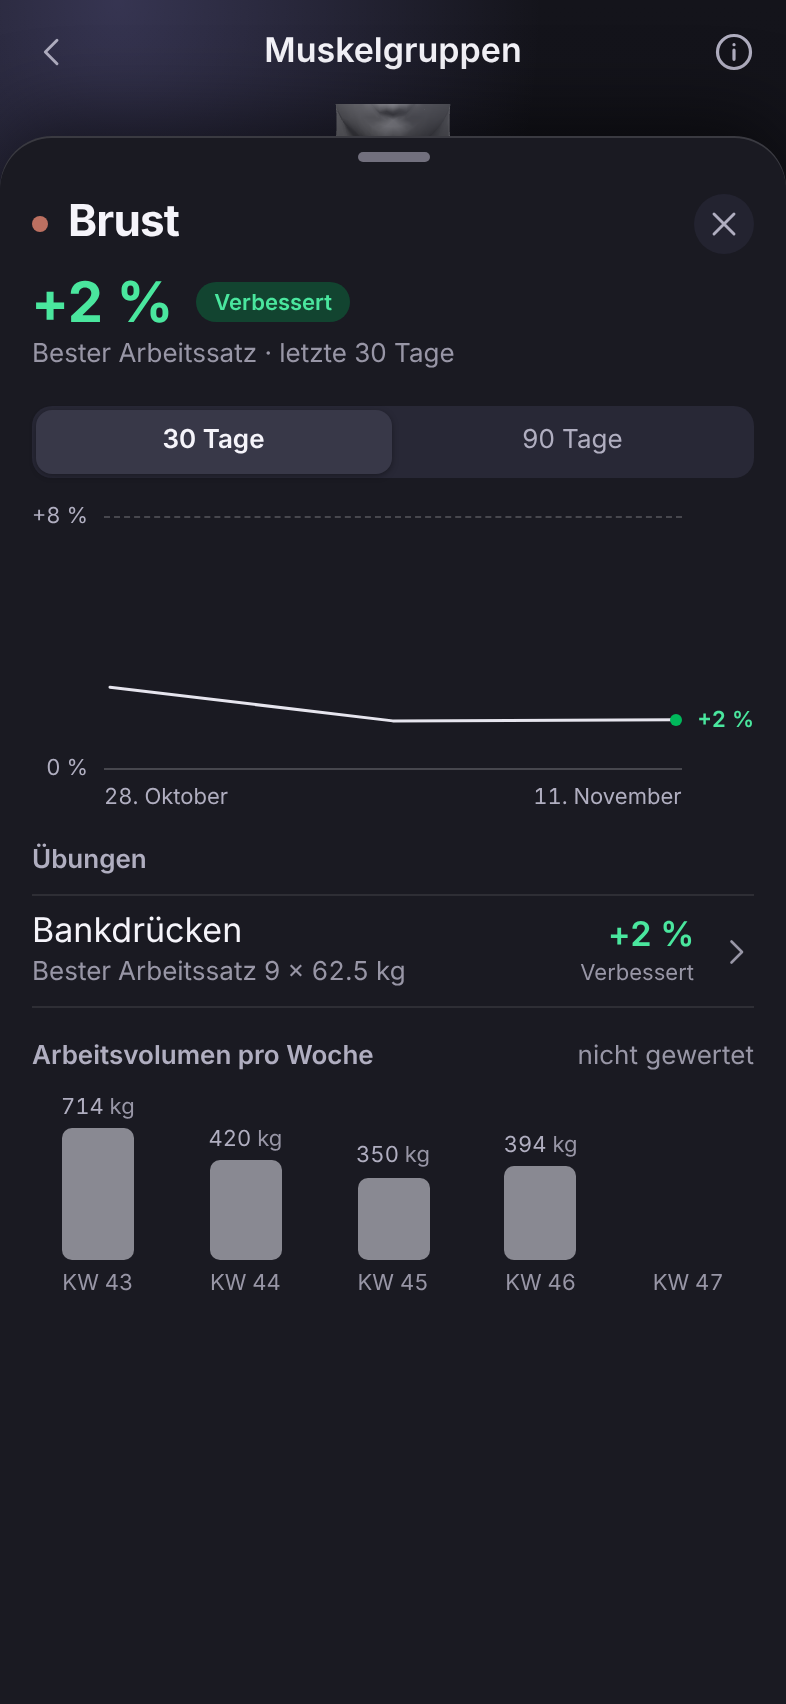 Muskelgruppen
Brust
+2 % Verbessert
Bester Arbeitssatz · letzte 30 Tage
30 Tage 90 Tage
+8 %
+2 %
0 %
28. Oktober 11. November
Übungen
Bankdrücken +2 %
Bester Arbeitssatz 9 × 62.5 kg Verbessert
Arbeitsvolumen pro Woche nicht gewertet
714 kg 420 kg 350 kg 394 kg
KW 43 KW 44 KW 45 KW 46 KW 47